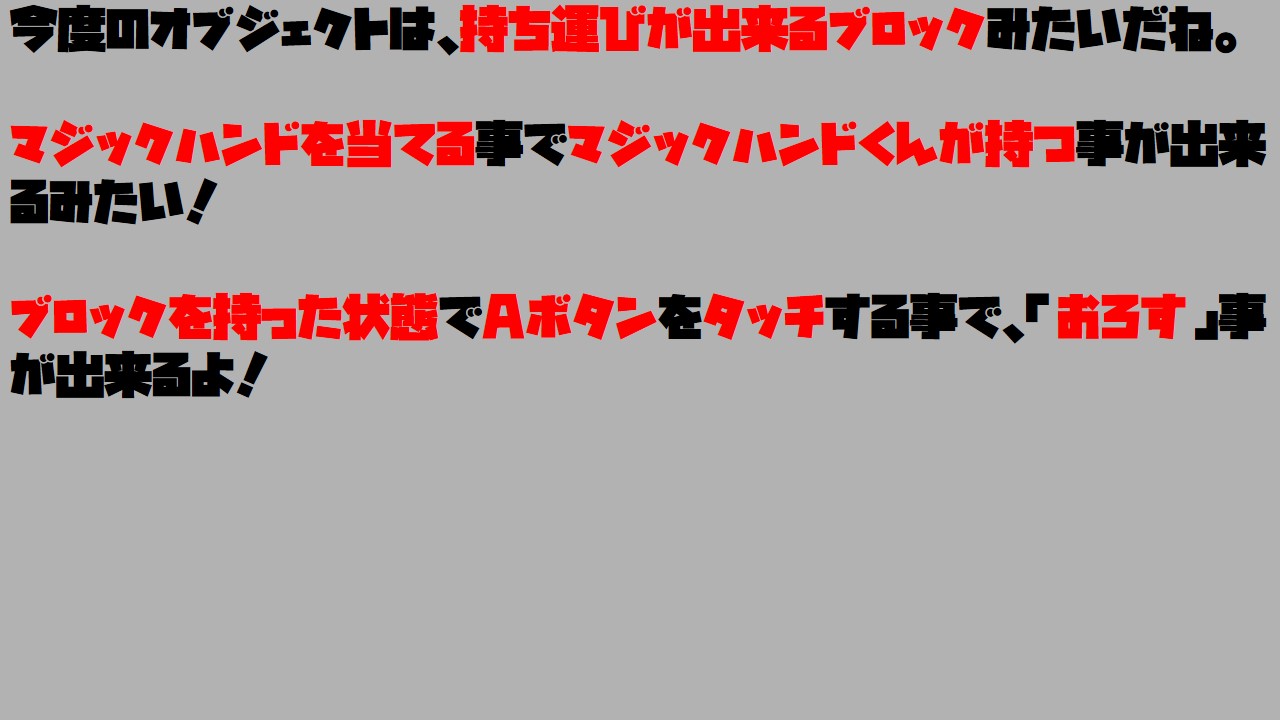 今度のオブジェクトは、持ち運びが出来るブロックみたいだね。
マジックハンドを当てる事でマジックハンドくんが持つ事が出来
るみたい！
ブロックを持った状態でAボタンをタッチする事で、「おろす」事
が出来るよ！